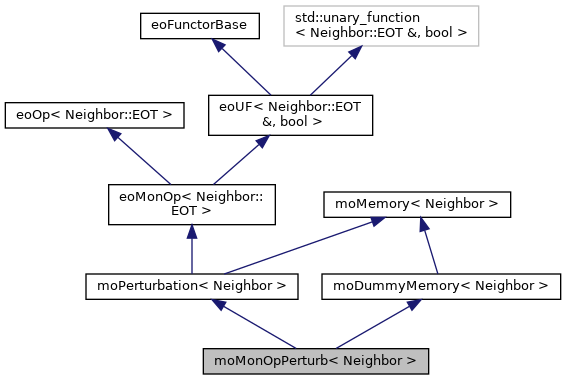 eoFunctorBase
std::unary_function
< Neighbor::EOT &, bool >
eoOp< Neighbor::EOT >
eoUF< Neighbor::EOT
&, bool >
eoMonOp< Neighbor::
EOT >
moMemory< Neighbor >
moPerturbation< Neighbor >
moDummyMemory< Neighbor >
moMonOpPerturb< Neighbor >